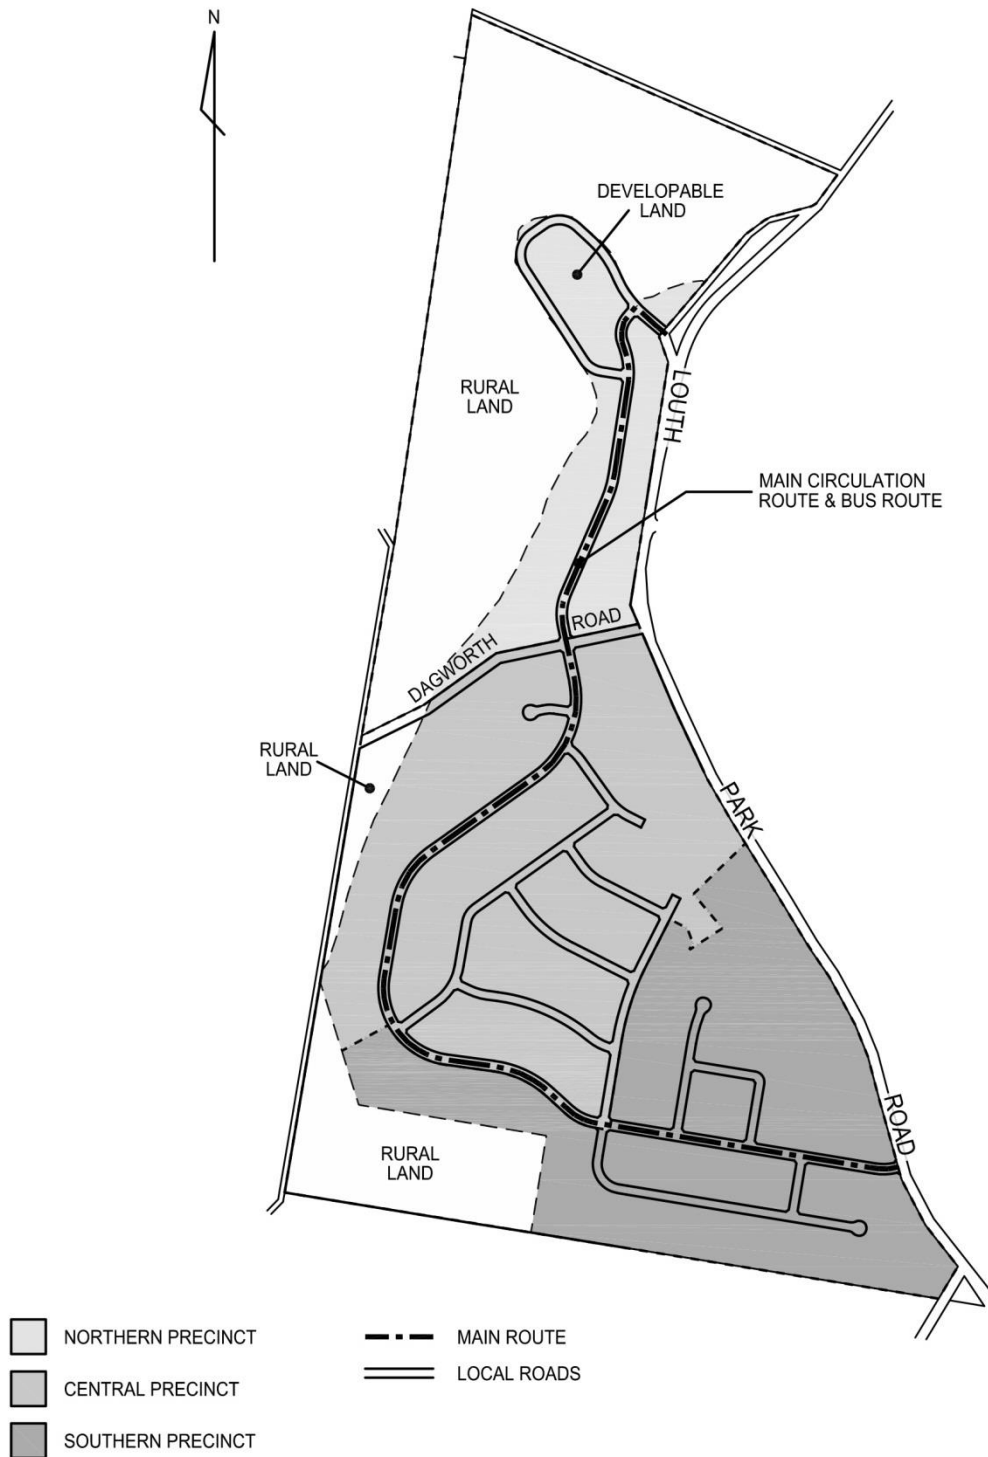 N
DEVELOPABLE
LAND
RURAL
LAND
LOUTH
MAIN CIRCULATION
ROUTE & BUS ROUTE
DAGWORTH
ROAD
RURAL
LAND
PARK
ROAD
RURAL
LAND
NORTHERN PRECINCT
MAIN ROUTE
LOCAL ROADS
CENTRAL PRECINCT
SOUTHERN PRECINCT